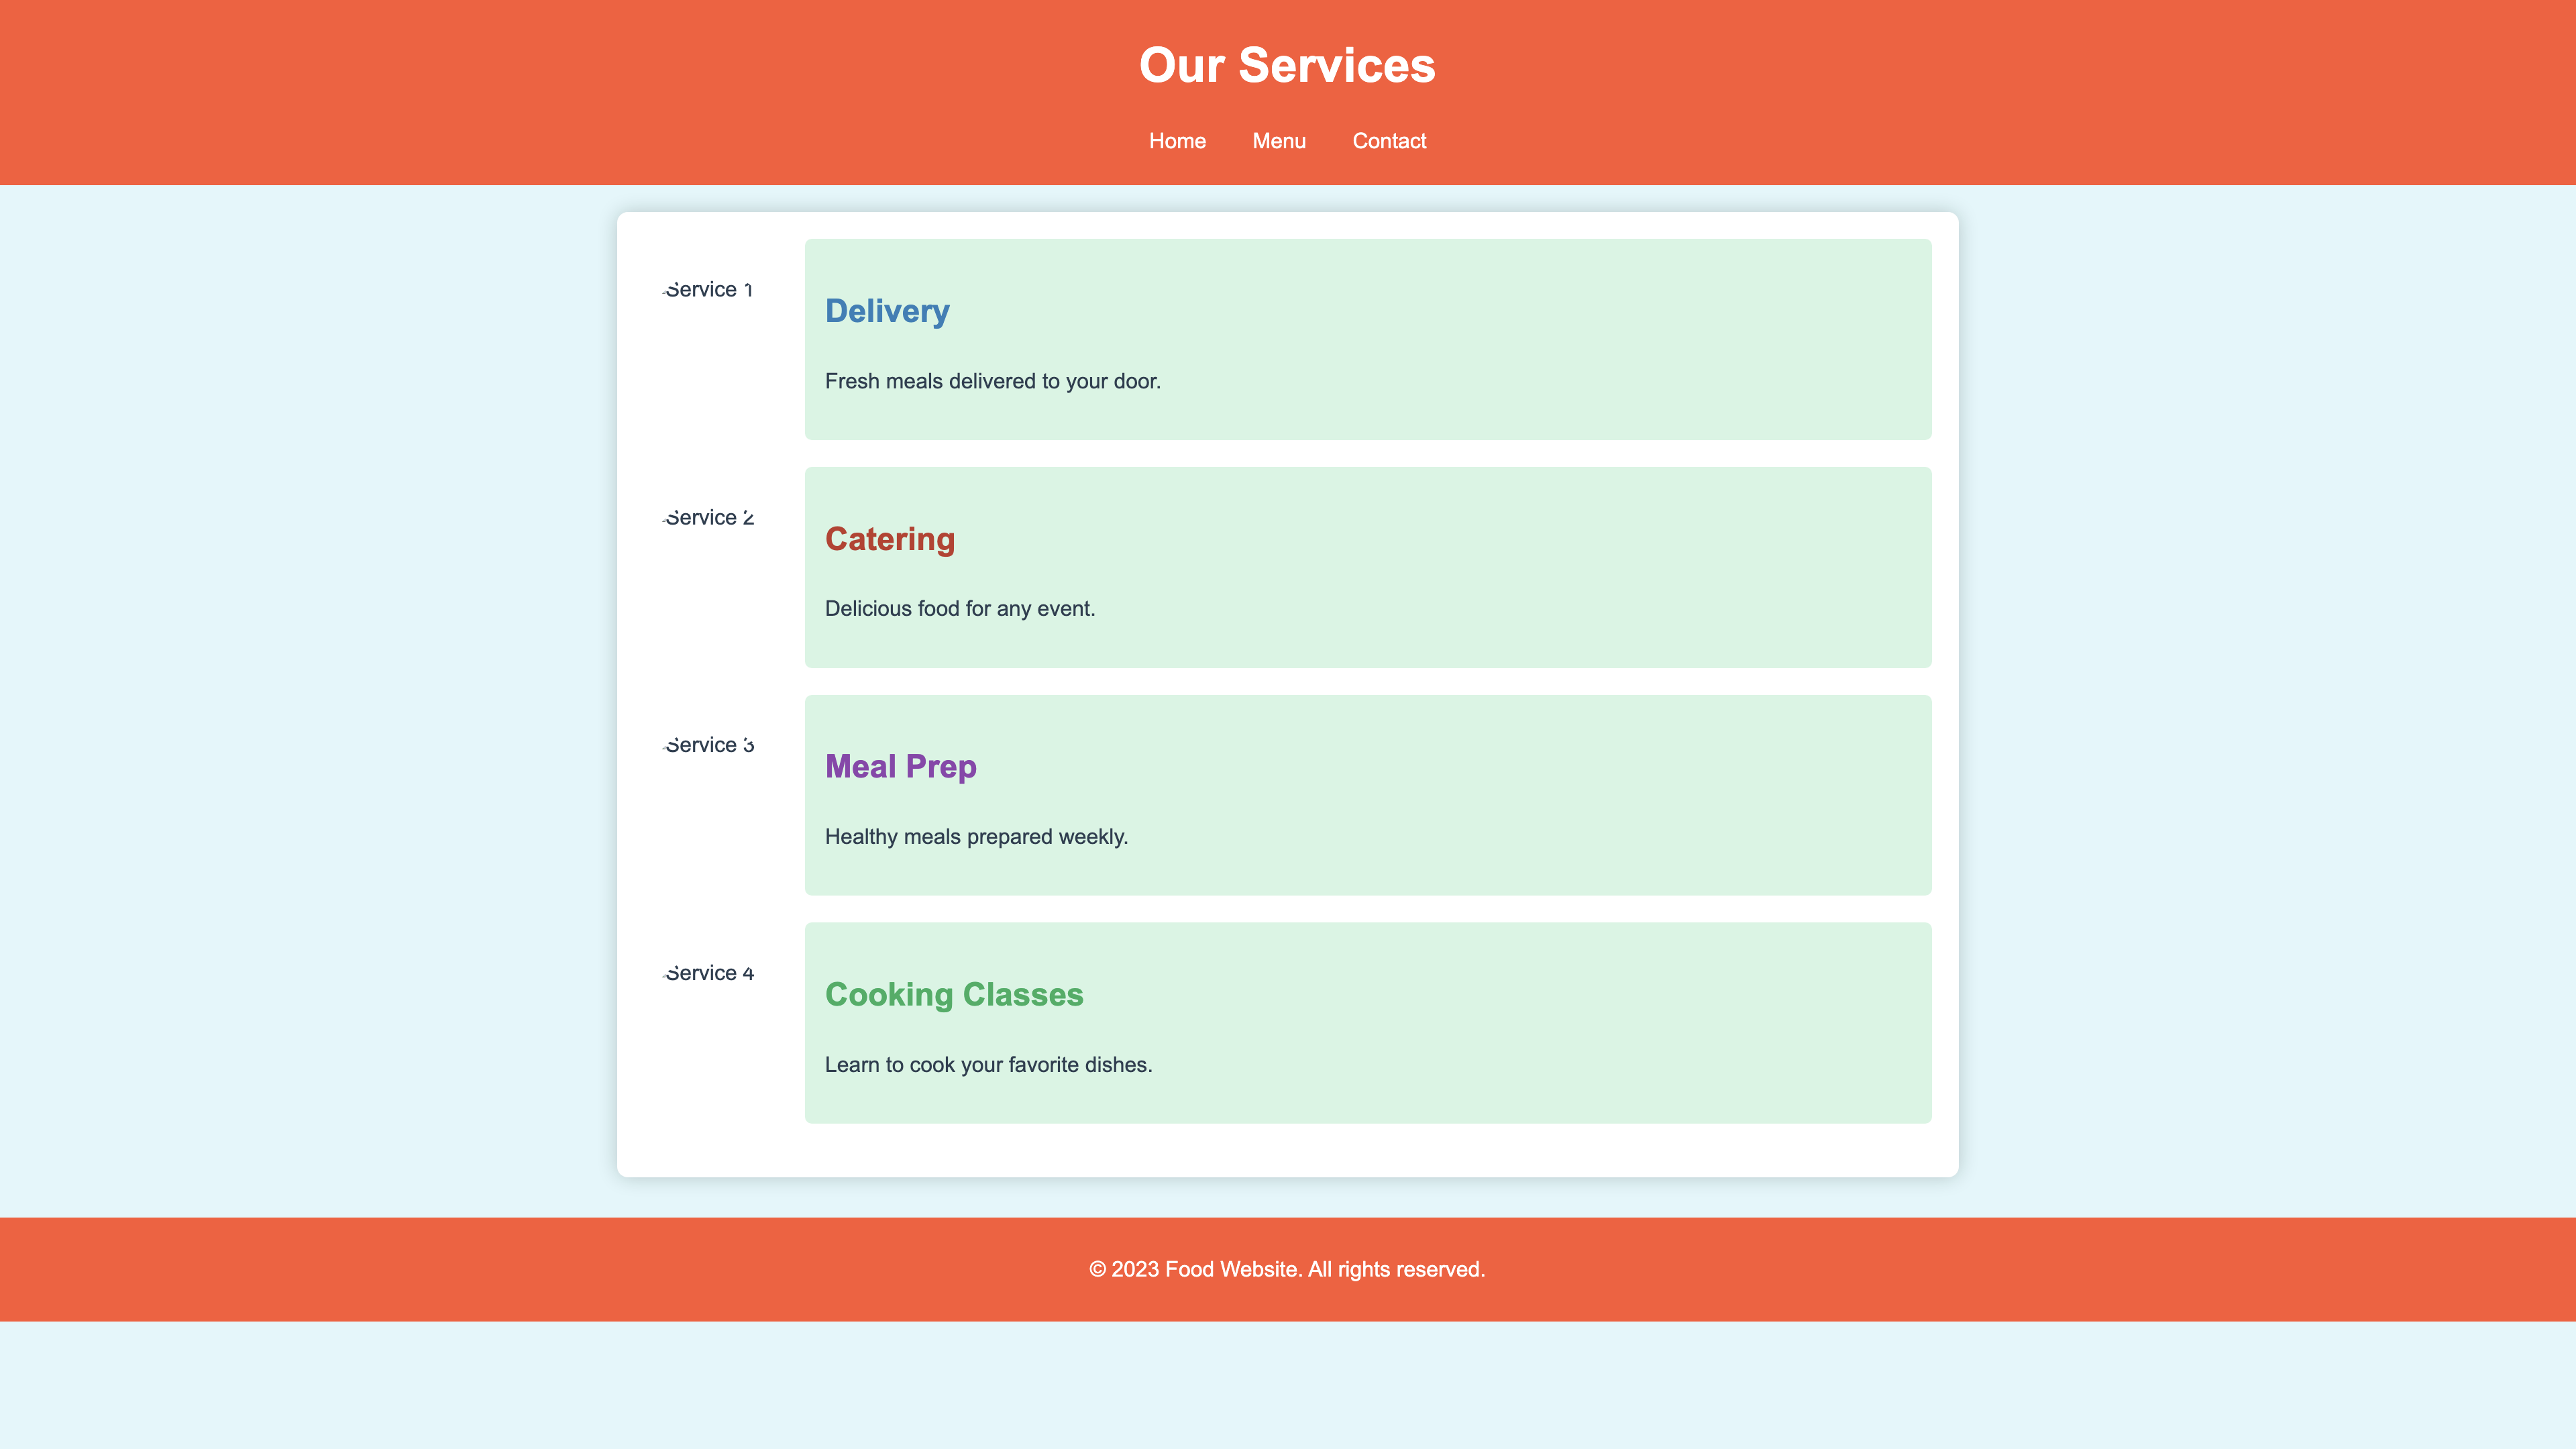 Our Services
Home Menu Contact
Service 1
Delivery
Fresh meals delivered to your door.
Service 2
Catering
Delicious food for any event.
Service 3
Meal Prep
Healthy meals prepared weekly.
Service 4
Cooking Classes
Learn to cook your favorite dishes.
© 2023 Food Website. All rights reserved.